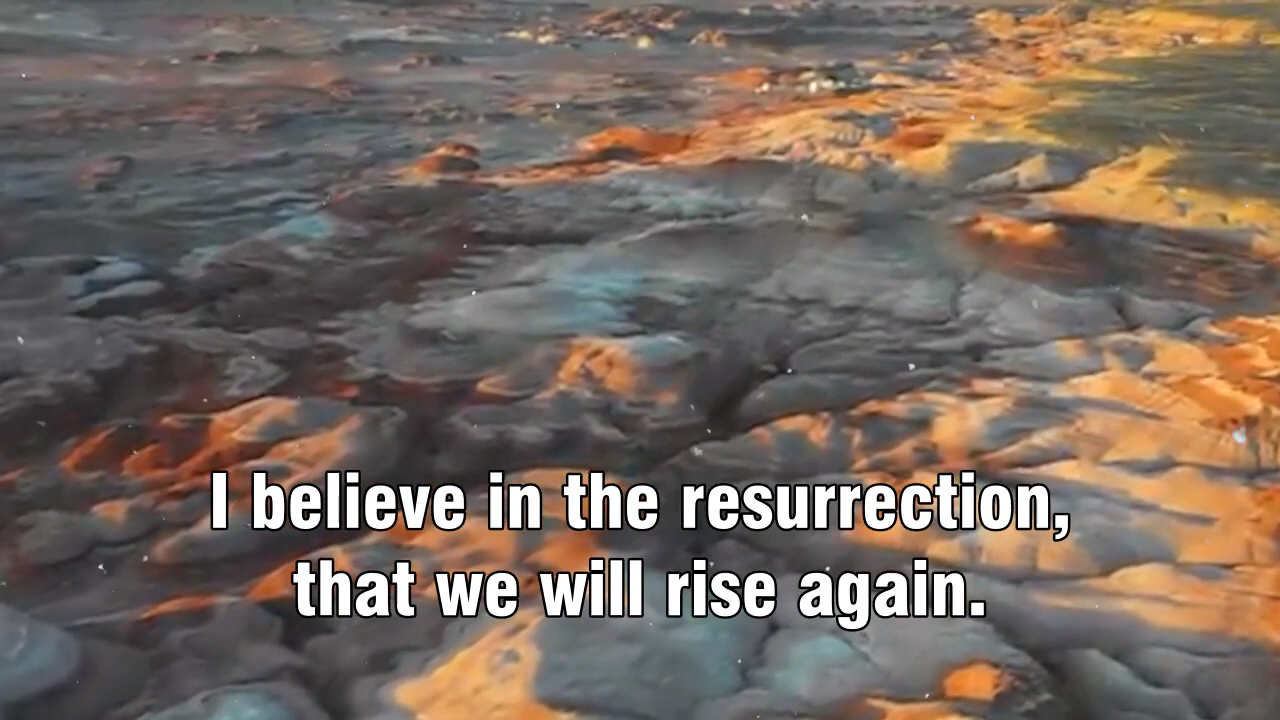 I believe in the resurrection,
that we will rise again.